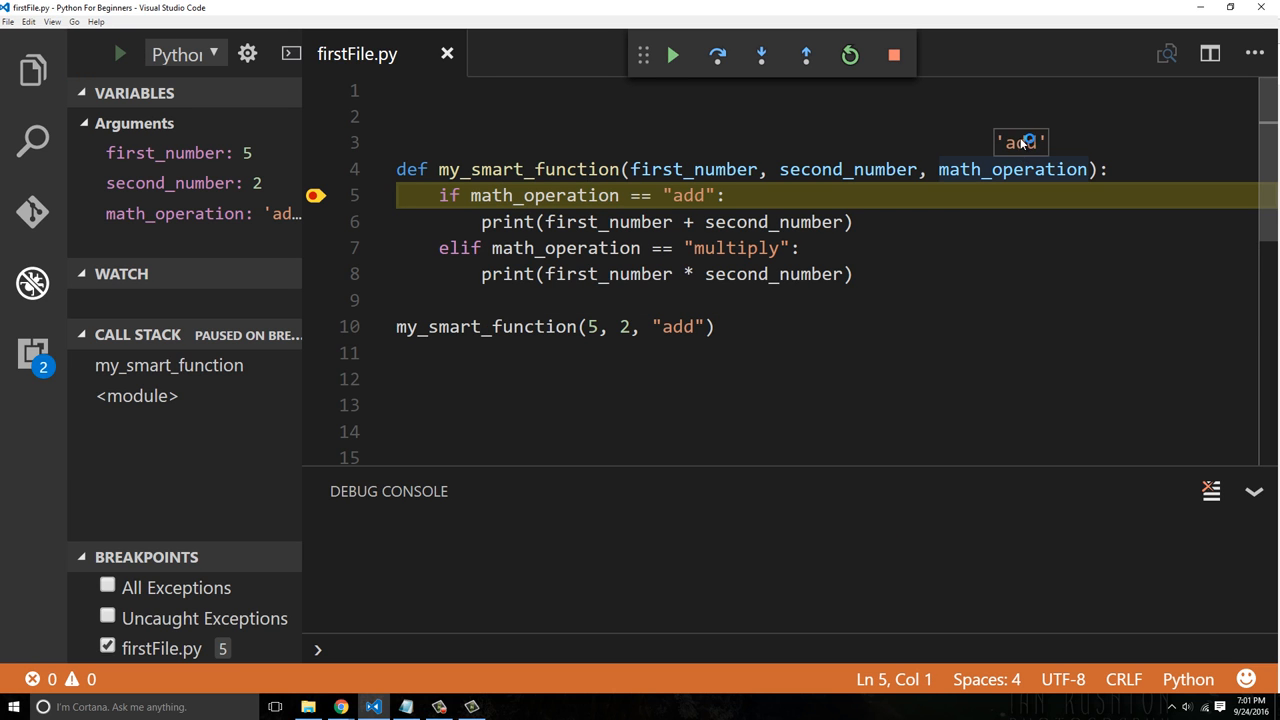 firstFile.py - Python For Beginners - Visual Studio Code
File Edit View Go Help
Pythor
firstFile.py
VARIABLES
Arguments
first_number: 5
second_number: 2
math_operation: 'ad...
WATCH
CALL STACK PAUSED ON BRE...
my_smart_function
<module>
BREAKPOINTS
All Exceptions
Uncaught Exceptions
firstFile.py 5
2
1
2
3
'add'
4 def my_smart_function(first_number, second_number, math_operation):
5 if math_operation == "add":
6 print(first_number + second_number)
7 elif math_operation == "multiply":
8 print(first_number * second_number)
9
10 my_smart_function(5, 2, "add")
11
12
13
14
15
DEBUG CONSOLE
0 0 Ln 5, Col 1 Spaces: 4 UTF-8 CRLF Python
I'm Cortana. Ask me anything.
7:01 PM
9/24/2016